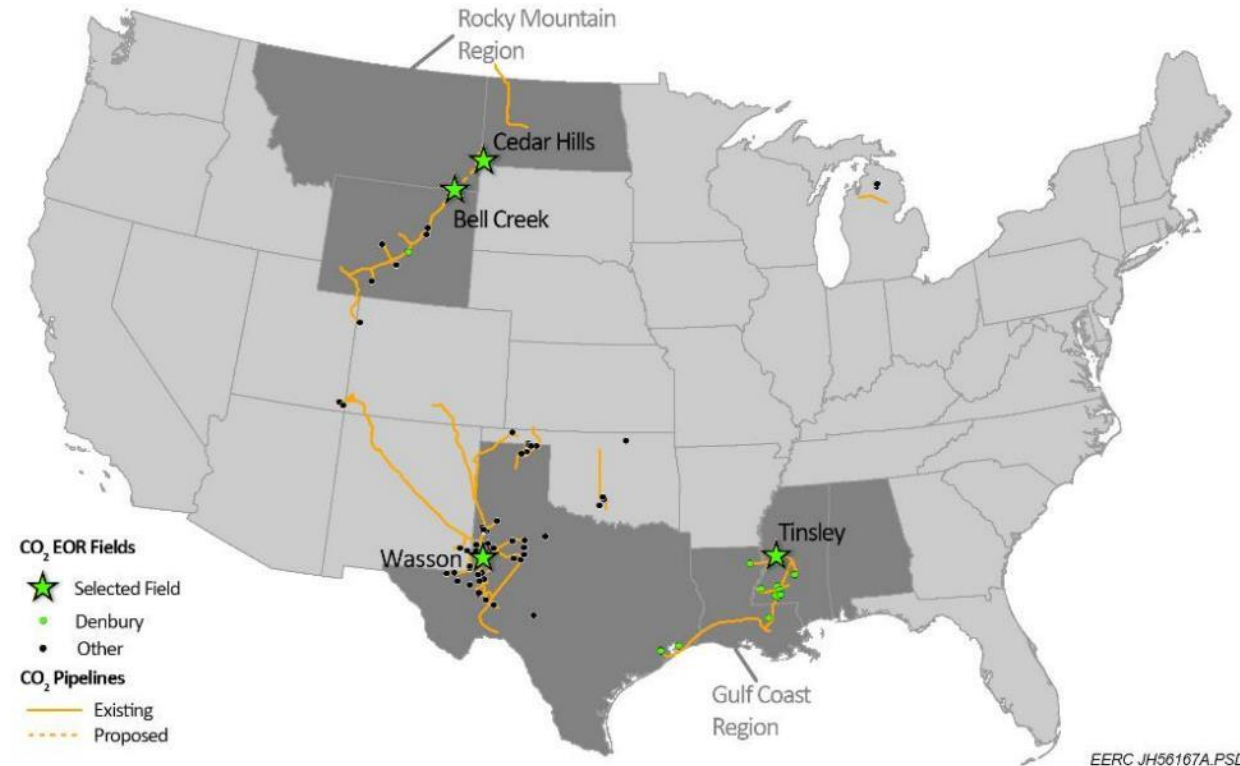 Rocky Mountain
Region
Cedar Hills
Bell Creek
Wasson
Tinsley
Gulf Coast
Region
CO₂ EOR Fields
Selected Field
Denbury
Other
CO₂ Pipelines
Existing
Proposed
EERC JH56167A.PSD